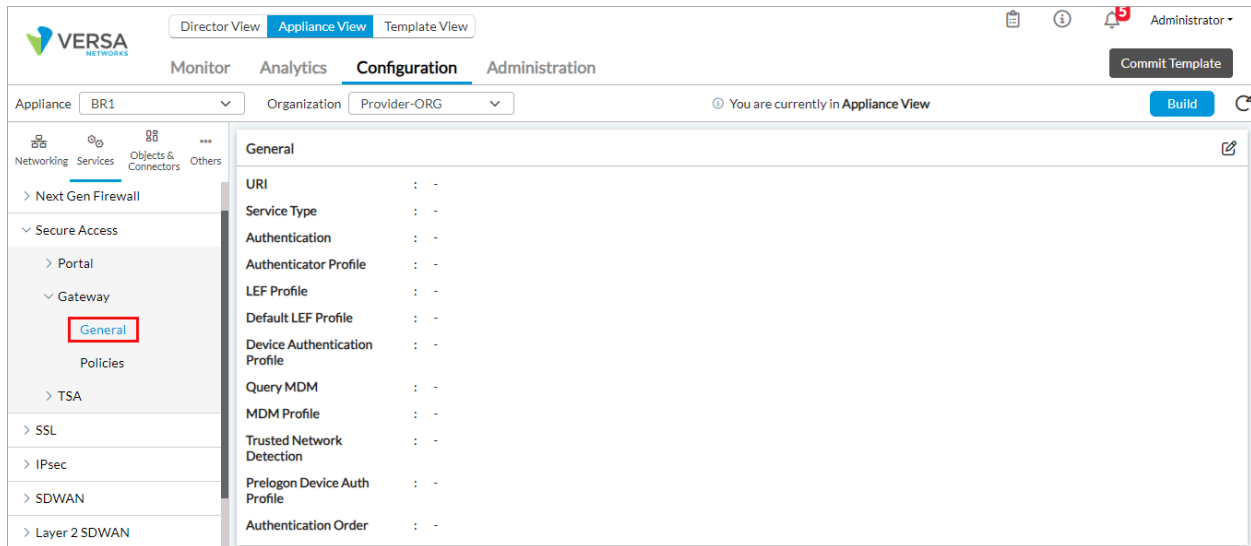 VERSA
NETWORKS
Director View Appliance View Template View
5
Administrator
Monitor Analytics Configuration Administration
Commit Template
Appliance BR1 Organization Provider-ORG You are currently in Appliance View Build
Networking Services Objects & Connectors Others
General
> Next Gen Firewall
Secure Access
> Portal
Gateway
General
Policies
> TSA
> SSL
> IPsec
> SDWAN
> Layer 2 SDWAN
URI : -
Service Type : -
Authentication : -
Authenticator Profile : -
LEF Profile : -
Default LEF Profile : -
Device Authentication : -
Profile
Query MDM : -
MDM Profile : -
Trusted Network : -
Detection
Prelogon Device Auth : -
Profile
Authentication Order : -